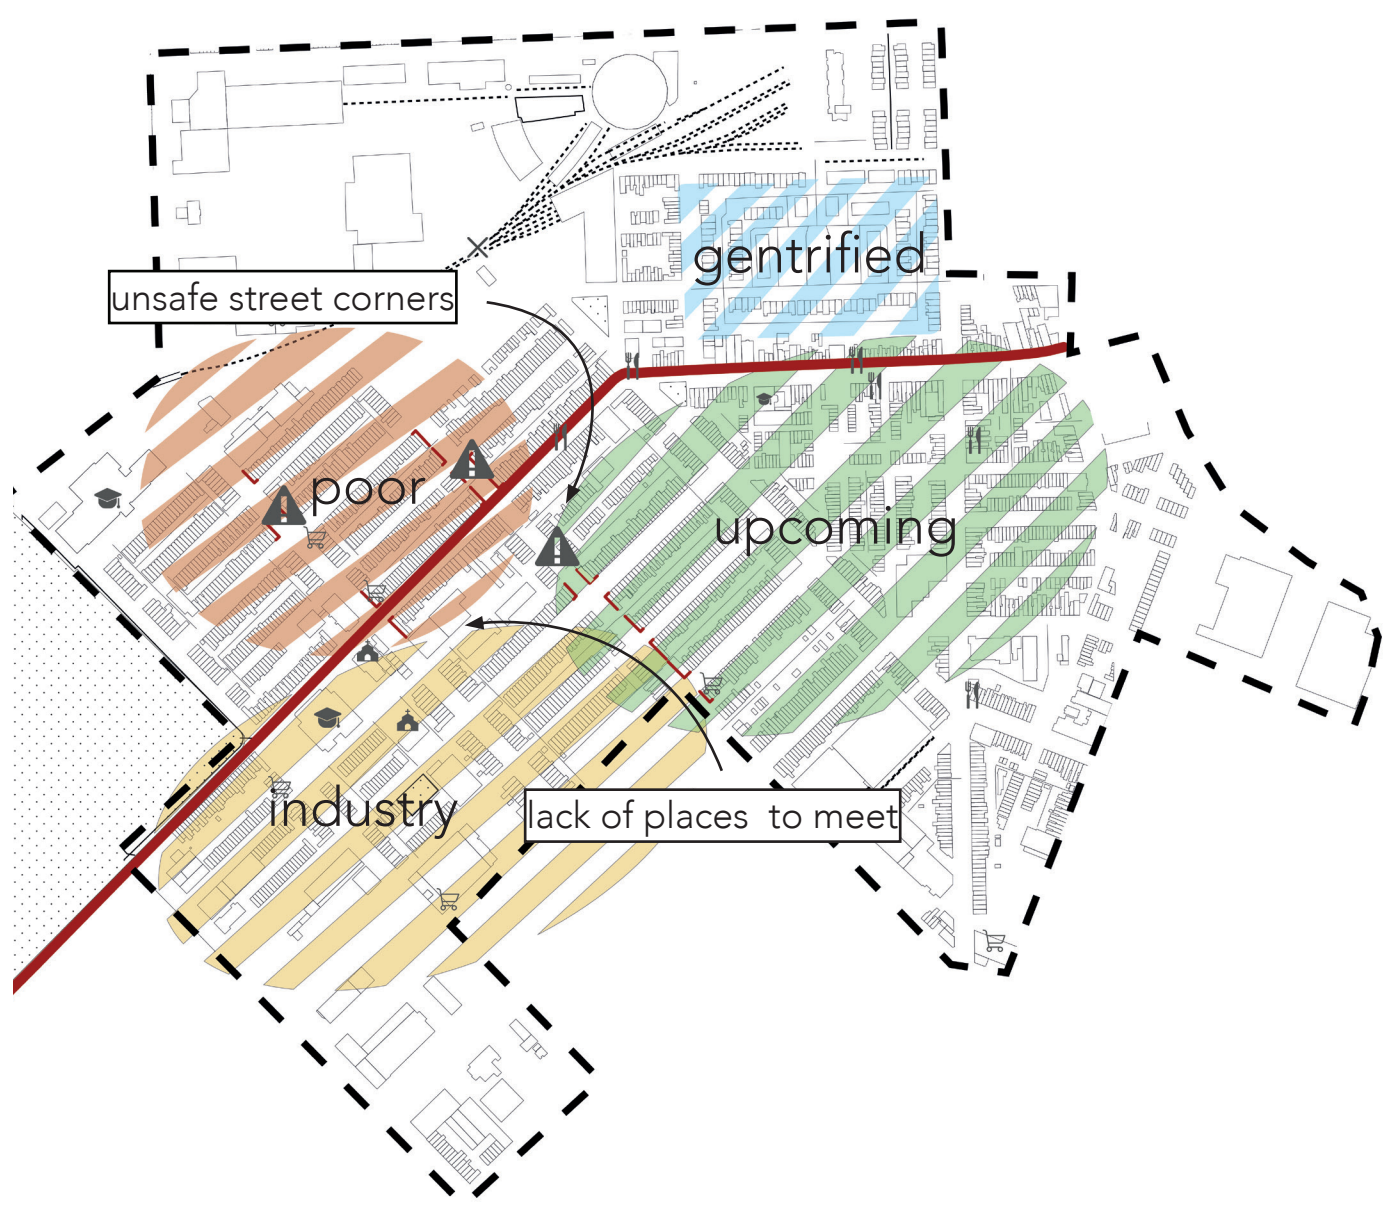 gentrified
unsafe street corners
poor
upcoming
industry
lack of places to meet